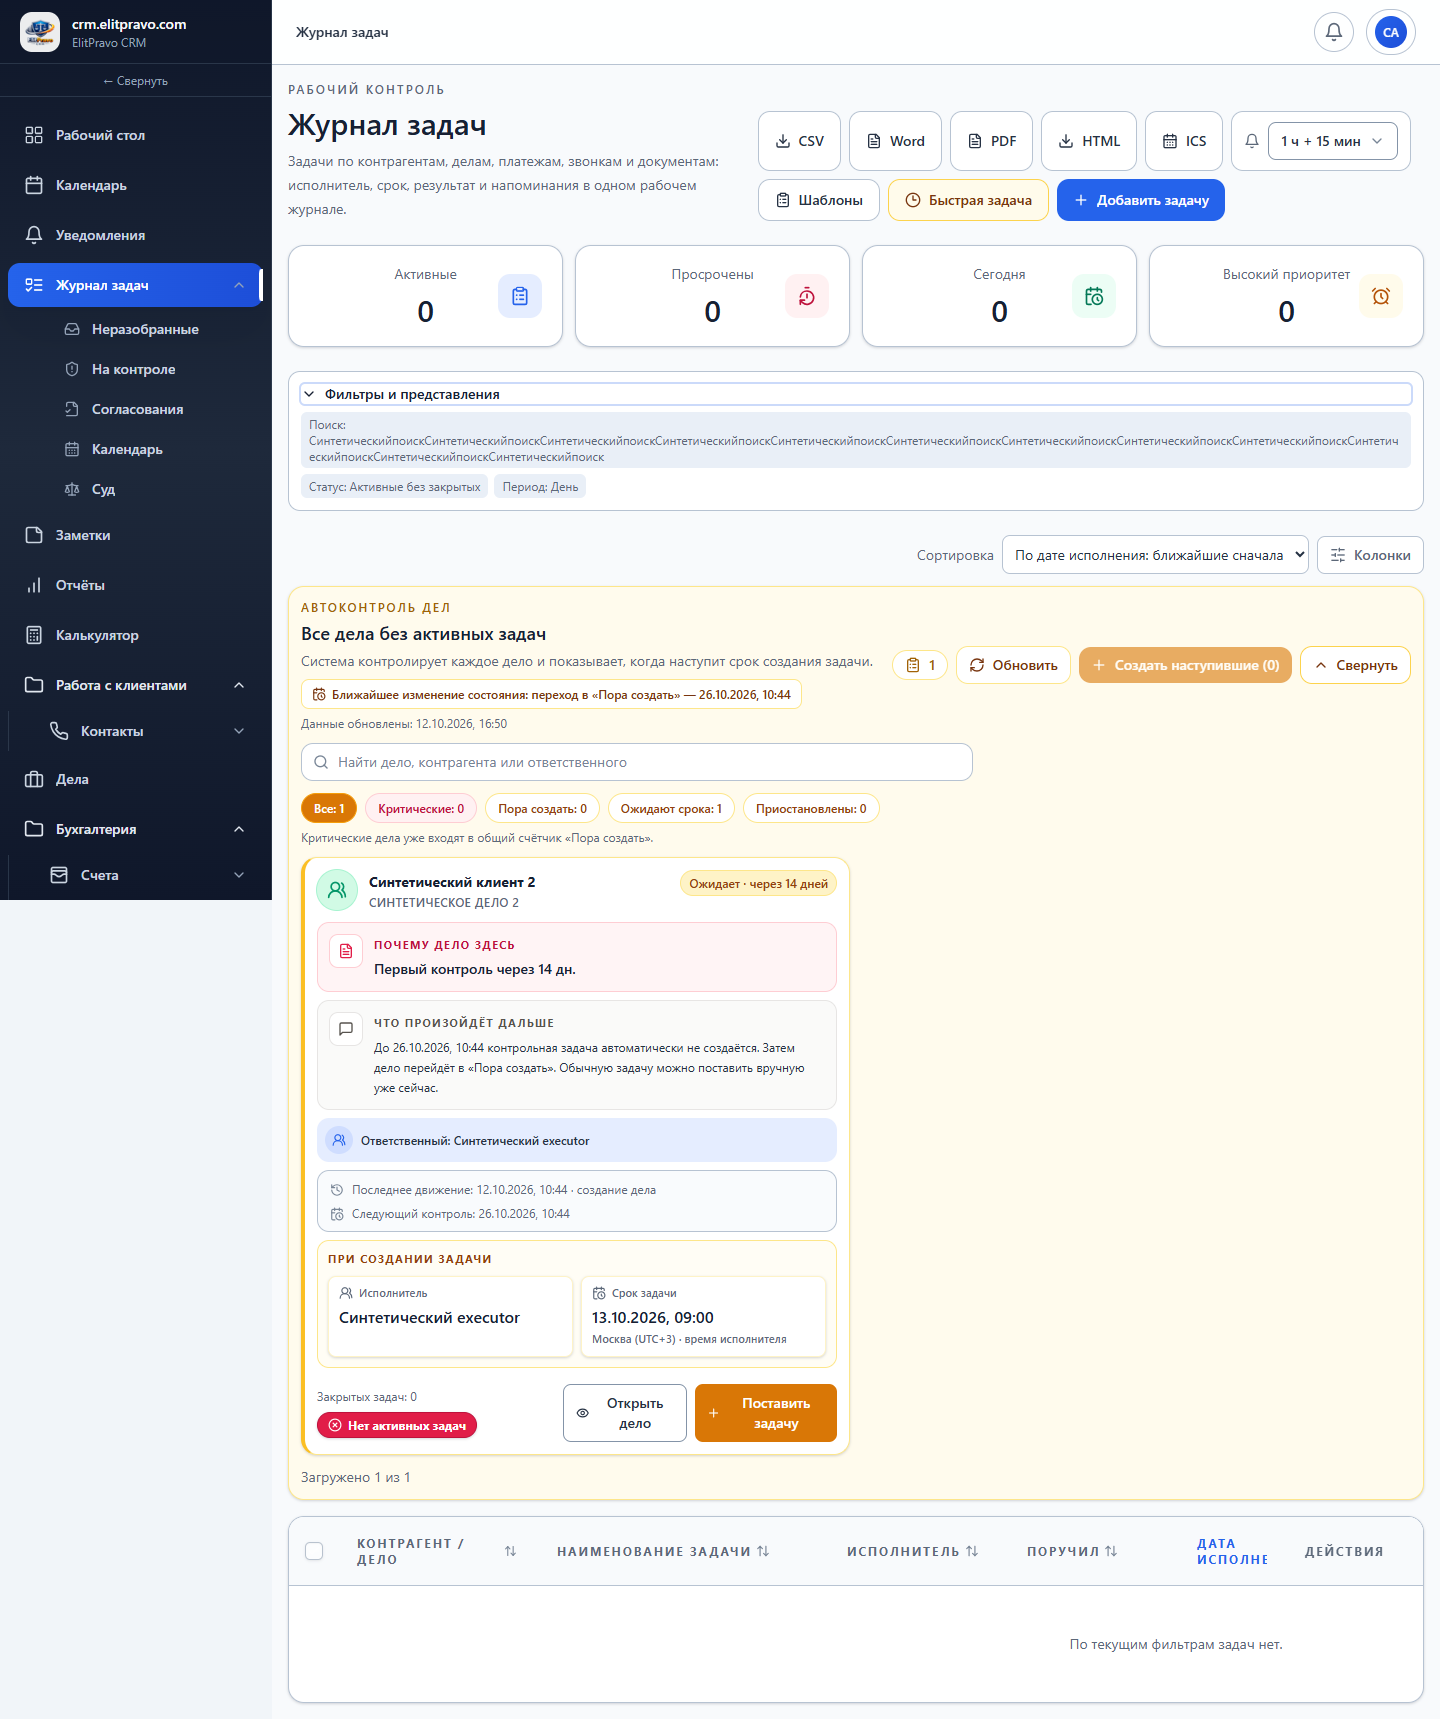 crm.elitpravo.com
ElitPravo CRM
← Свернуть
Рабочий стол
Календарь
Уведомления
Журнал задач
Неразобранные
На контроле
Согласования
Календарь
Суд
Заметки
Отчёты
Калькулятор
Работа с клиентами
Контакты
Дела
Бухгалтерия
Счета
Журнал задач
CA
РАБОЧИЙ КОНТРОЛЬ
Журнал задач
Задачи по контрагентам, делам, платежам, звонкам и документам:
исполнитель, срок, результат и напоминания в одном рабочем
журнале.
CSV
Word
PDF
HTML
ICS
1 ч + 15 мин
Шаблоны
Быстрая задача
Добавить задачу
Активные
0
Просрочены
0
Сегодня
0
Высокий приоритет
0
Фильтры и представления
Поиск:
СинтетическийпоискСинтетическийпоискСинтетическийпоискСинтетическийпоискСинтетическийпоискСинтетическийпоискСинтетическийпоискСинтетическийпоискСинтетическийпоискСинтетич
ескийпоискСинтетическийпоискСинтетическийпоиск
Статус: Активные без закрытых
Период: День
Сортировка
По дате исполнения: ближайшие сначала
Колонки
АВТОКОНТРОЛЬ ДЕЛ
Все дела без активных задач
Система контролирует каждое дело и показывает, когда наступит срок создания задачи.
1
Обновить
Создать наступившие (0)
Свернуть
Ближайшее изменение состояния: переход в «Пора создать» — 26.10.2026, 10:44
Данные обновлены: 12.10.2026, 16:50
Найти дело, контрагента или ответственного
Все: 1
Критические: 0
Пора создать: 0
Ожидают срока: 1
Приостановлены: 0
Критические дела уже входят в общий счётчик «Пора создать».
Синтетический клиент 2
СИНТЕТИЧЕСКОЕ ДЕЛО 2
Ожидает · через 14 дней
ПОЧЕМУ ДЕЛО ЗДЕСЬ
Первый контроль через 14 дн.
ЧТО ПРОИЗОЙДЁТ ДАЛЬШЕ
До 26.10.2026, 10:44 контрольная задача автоматически не создаётся. Затем
дело перейдёт в «Пора создать». Обычную задачу можно поставить вручную
уже сейчас.
Ответственный: Синтетический executor
Последнее движение: 12.10.2026, 10:44 · создание дела
Следующий контроль: 26.10.2026, 10:44
ПРИ СОЗДАНИИ ЗАДАЧИ
Исполнитель
Синтетический executor
Срок задачи
13.10.2026, 09:00
Москва (UTC+3) · время исполнителя
Закрытых задач: 0
Нет активных задач
Открыть
дело
Поставить
задачу
Загружено 1 из 1
КОНТРАГЕНТ /
ДЕЛО
НАИМЕНОВАНИЕ ЗАДАЧИ
ИСПОЛНИТЕЛЬ
ПОРУЧИЛ
ДАТА
ИСПОЛНЕ
ДЕЙСТВИЯ
По текущим фильтрам задач нет.